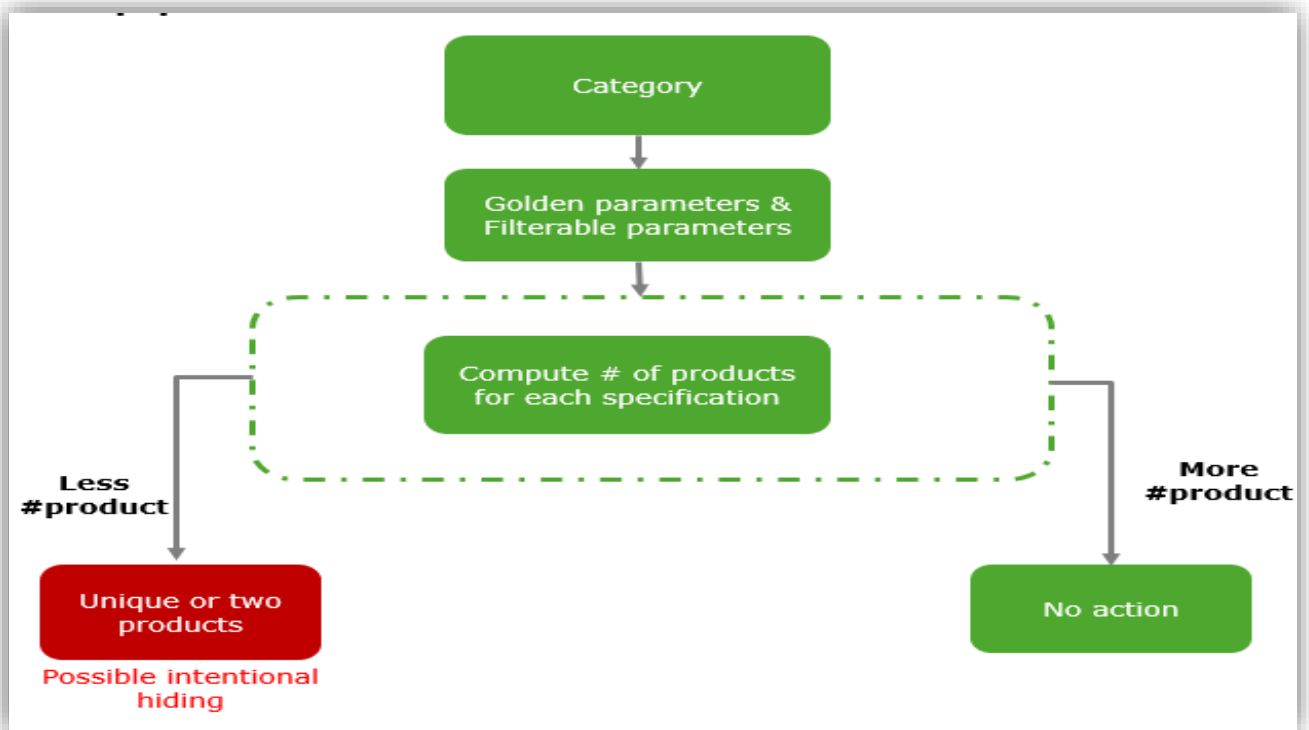 Category
Golden parameters &
Filterable parameters
Compute # of products
for each specification
Less
#product
More
#product
Unique or two
products
No action
Possible intentional
hiding